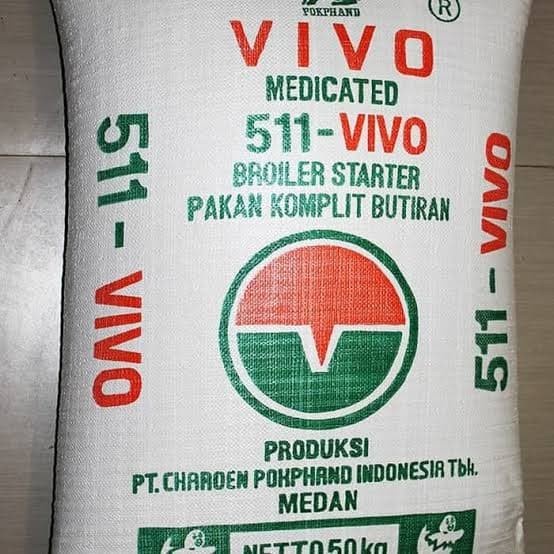 POKPHAND
®
VIVO
MEDICATED
511-VIVO
BROILER STARTER
PAKAN KOMPLIT BUTIRAN
511 - VIVO
511 - VIVO
PRODUKSI
PT. CHAROEN POKPHAND INDONESIA Tbk.
MEDAN
NETTO 50 kg